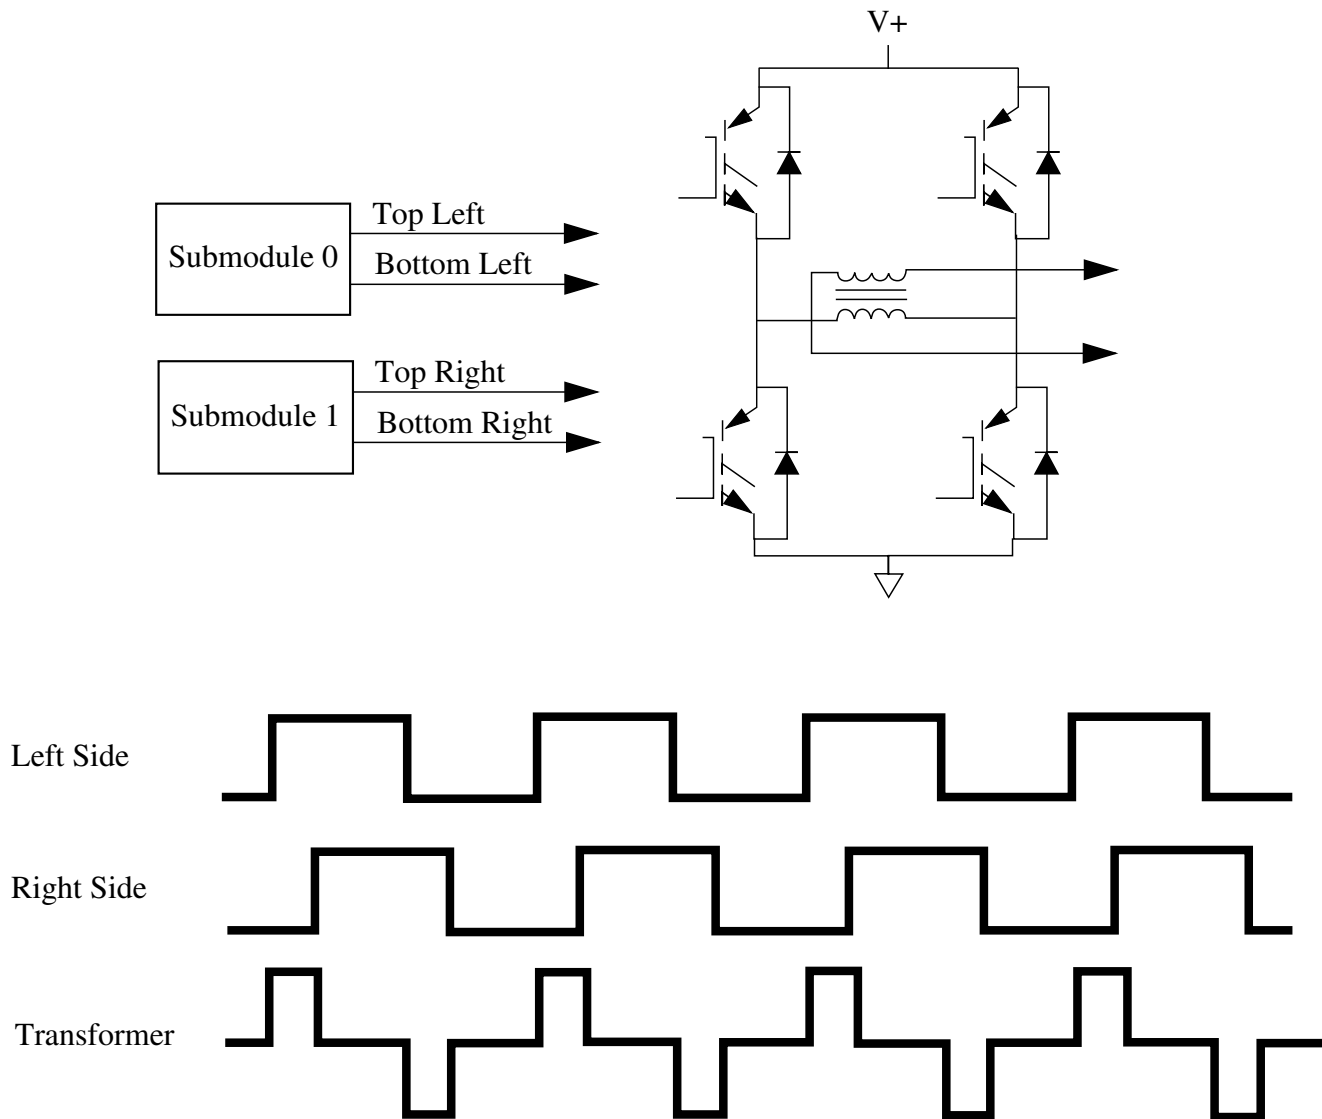 V+
Submodule 0
Top Left
Bottom Left
Submodule 1
Top Right
Bottom Right
Left Side
Right Side
Transformer